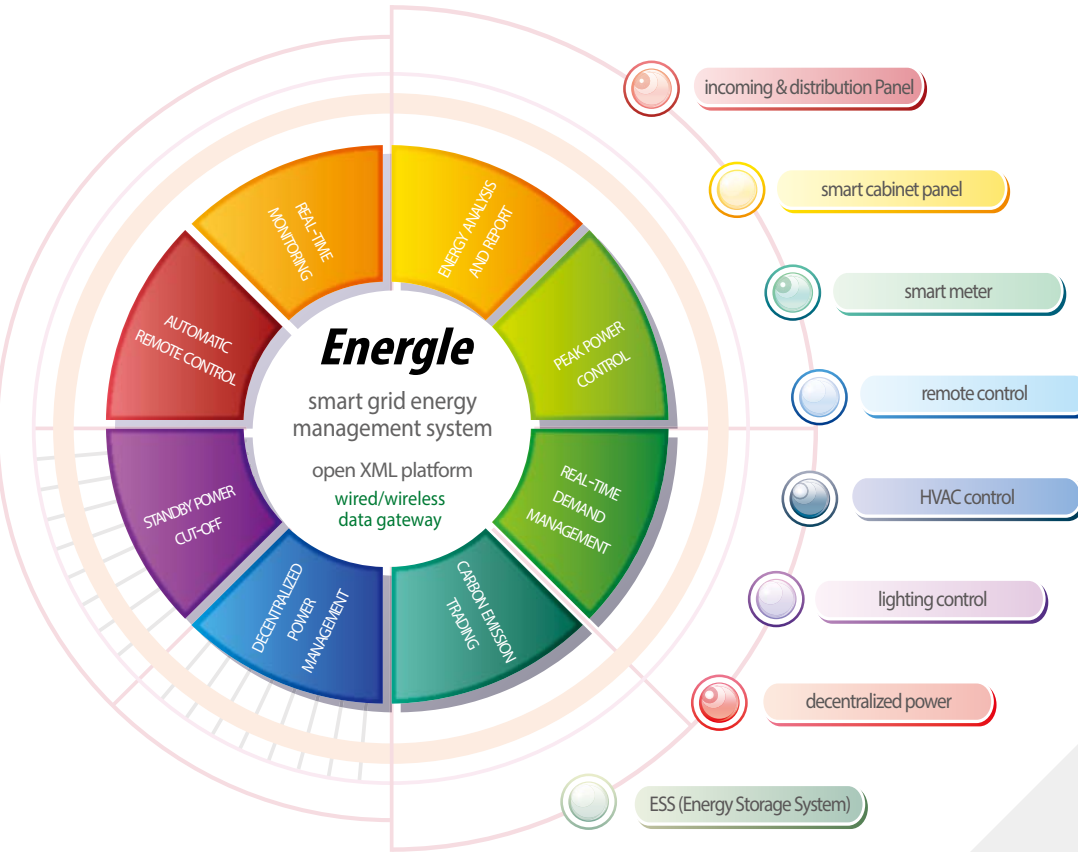 Energle
smart grid energy
management system
open XML platform
wired/wireless
data gateway
ENERGY ANALYSIS
AND REPORT
PEAK POWER
CONTROL
REAL-TIME
DEMAND
MANAGEMENT
CARBON EMISSION
TRADING
DECENTRALIZED
POWER
MANAGEMENT
STANDBY POWER
CUT-OFF
AUTOMATIC
REMOTE CONTROL
REAL-TIME
MONITORING
incoming & distribution Panel
smart cabinet panel
smart meter
remote control
HVAC control
lighting control
decentralized power
ESS (Energy Storage System)